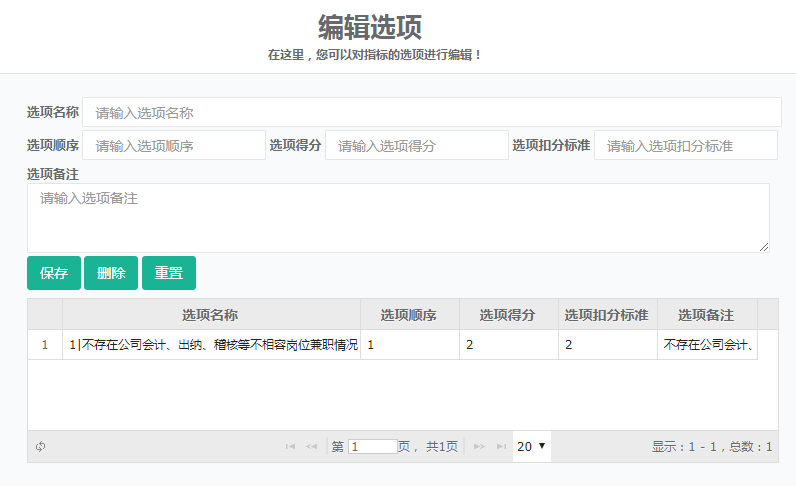 编辑选项
在这里，您可以对指标的选项进行编辑！
选项名称 请输入选项名称
选项顺序 请输入选项顺序 选项得分 请输入选项得分 选项扣分标准 请输入选项扣分标准
选项备注
请输入选项备注
保存 删除 重置
选项名称 选项顺序 选项得分 选项扣分标准 选项备注
1 1|不存在公司会计、出纳、稽核等不相容岗位兼职情况 1 2 2 不存在公司会计、
第 1 页， 共1页 20 显示：1 - 1，总数：1